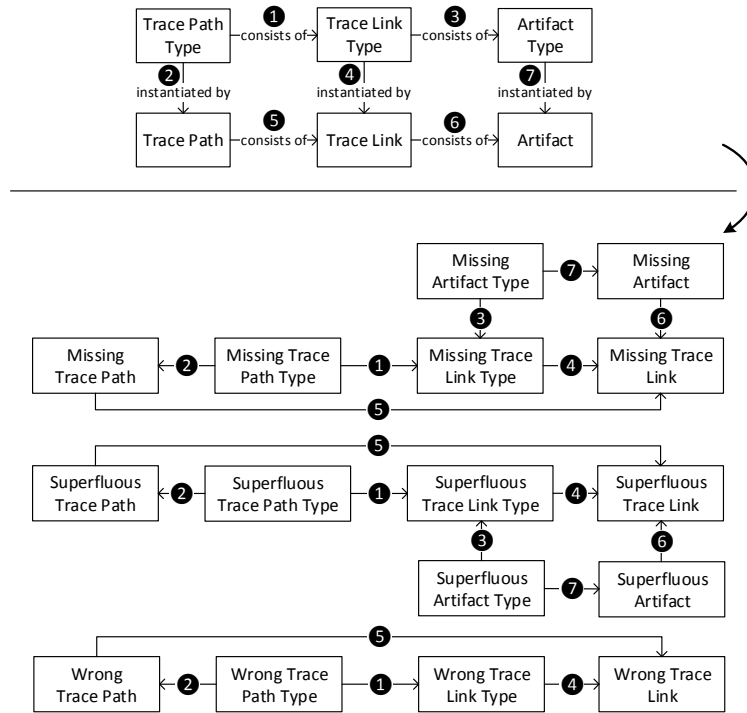 Trace Path
Type
1
consists of
Trace Link
Type
3
consists of
Artifact
Type
2
instantiated by
4
instantiated by
7
instantiated by
Trace Path
5
consists of
Trace Link
6
consists of
Artifact
Missing
Artifact Type
7
Missing
Artifact
3
6
Missing
Trace Path
2
Missing Trace
Path Type
1
Missing Trace
Link Type
4
Missing Trace
Link
5
5
Superfluous
Trace Path
2
Superfluous
Trace Path Type
1
Superfluous
Trace Link Type
4
Superfluous
Trace Link
3
6
Superfluous
Artifact Type
7
Superfluous
Artifact
5
Wrong
Trace Path
2
Wrong Trace
Path Type
1
Wrong Trace
Link Type
4
Wrong Trace
Link